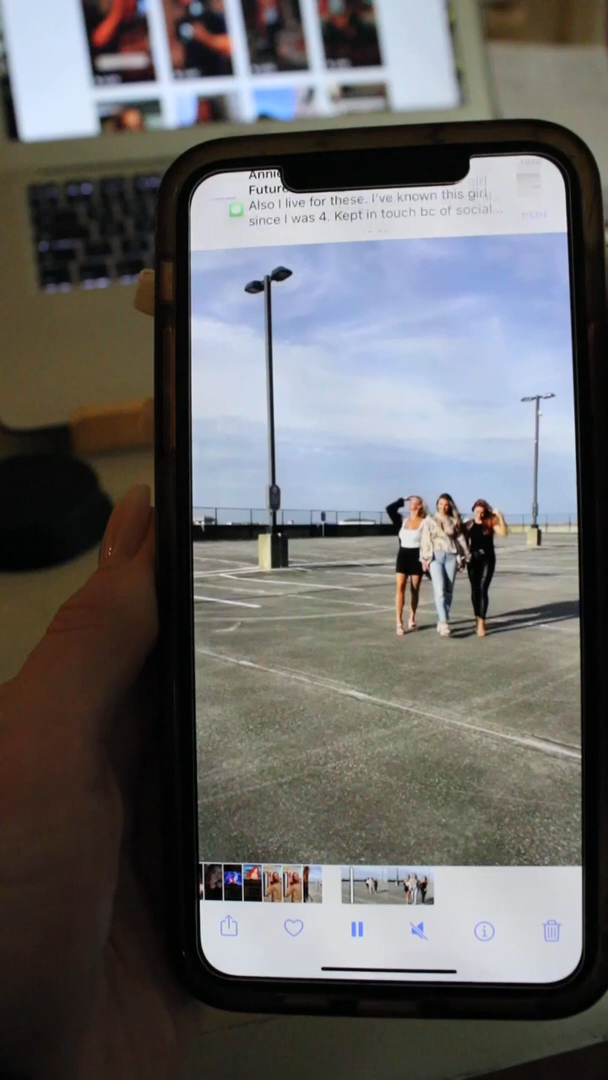 Annie
Future
Also I live for these. I've known this girl
since I was 4. Kept in touch bc of social...